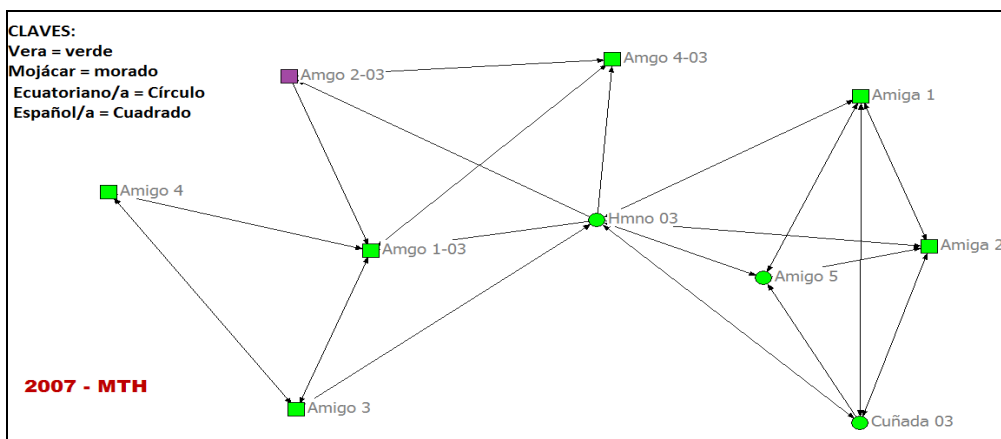 CLAVES:
Vera = verde
Mojácar = morado
Ecuatoriano/a = Círculo
Español/a = Cuadrado
Amgo 2-03
Amgo 4-03
Amiga 1
Amigo 4
Hmno 03
Amgo 1-03
Amiga 2
Amigo 5
2007 - MTH
Amigo 3
Cuñada 03